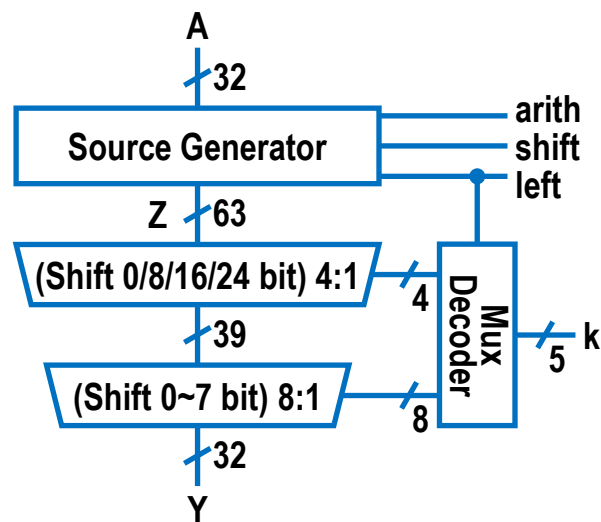 A
32
arith
Source Generator
shift
left
Z
63
(Shift 0/8/16/24 bit) 4:1
4
Mux
Decoder
39
5
k
(Shift 0~7 bit) 8:1
8
32
Y